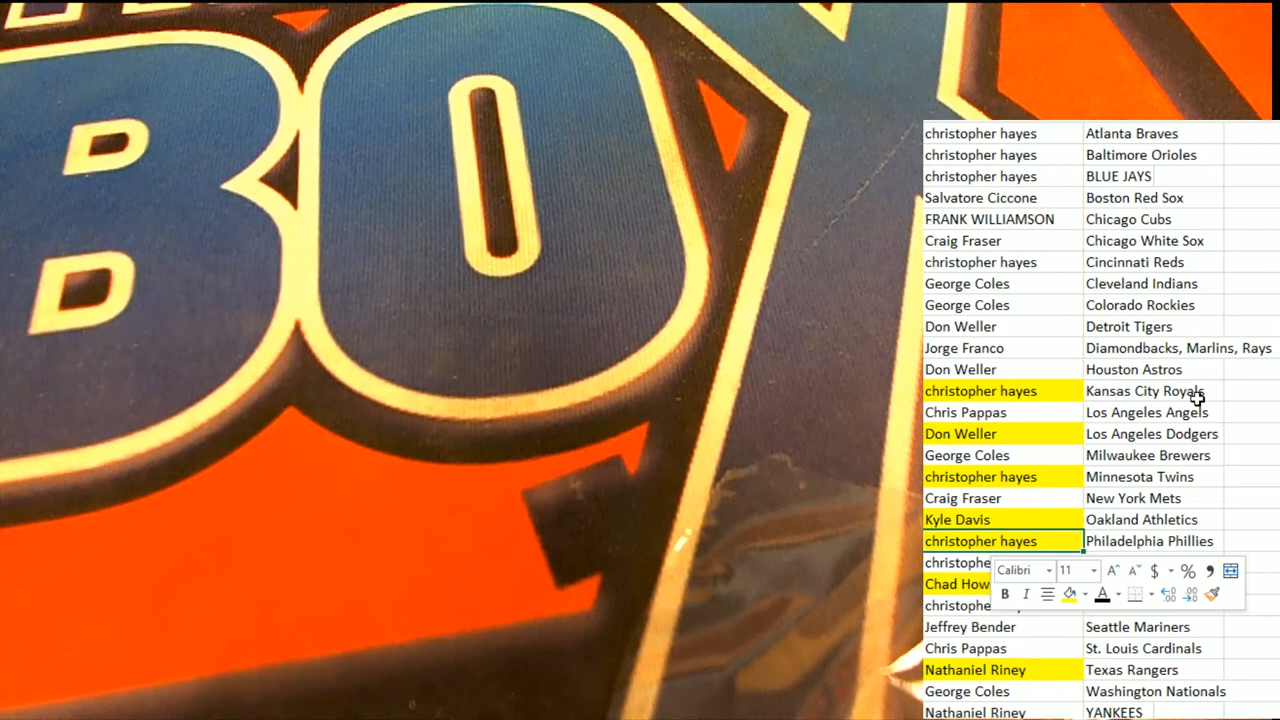 BO
christopher hayes Atlanta Braves
christopher hayes Baltimore Orioles
christopher hayes BLUE JAYS
Salvatore Ciccone Boston Red Sox
FRANK WILLIAMSON Chicago Cubs
Craig Fraser Chicago White Sox
christopher hayes Cincinnati Reds
George Coles Cleveland Indians
George Coles Colorado Rockies
Don Weller Detroit Tigers
Jorge Franco Diamondbacks, Marlins, Rays
Don Weller Houston Astros
christopher hayes Kansas City Royals
Chris Pappas Los Angeles Angels
Don Weller Los Angeles Dodgers
George Coles Milwaukee Brewers
christopher hayes Minnesota Twins
Craig Fraser New York Mets
Kyle Davis Oakland Athletics
christopher hayes Philadelphia Phillies
christophe
Chad How
Calibri 11 A A $ % ,
christophe
B I A
Jeffrey Bender Seattle Mariners
Chris Pappas St. Louis Cardinals
Nathaniel Riney Texas Rangers
George Coles Washington Nationals
Nathaniel Riney YANKEES